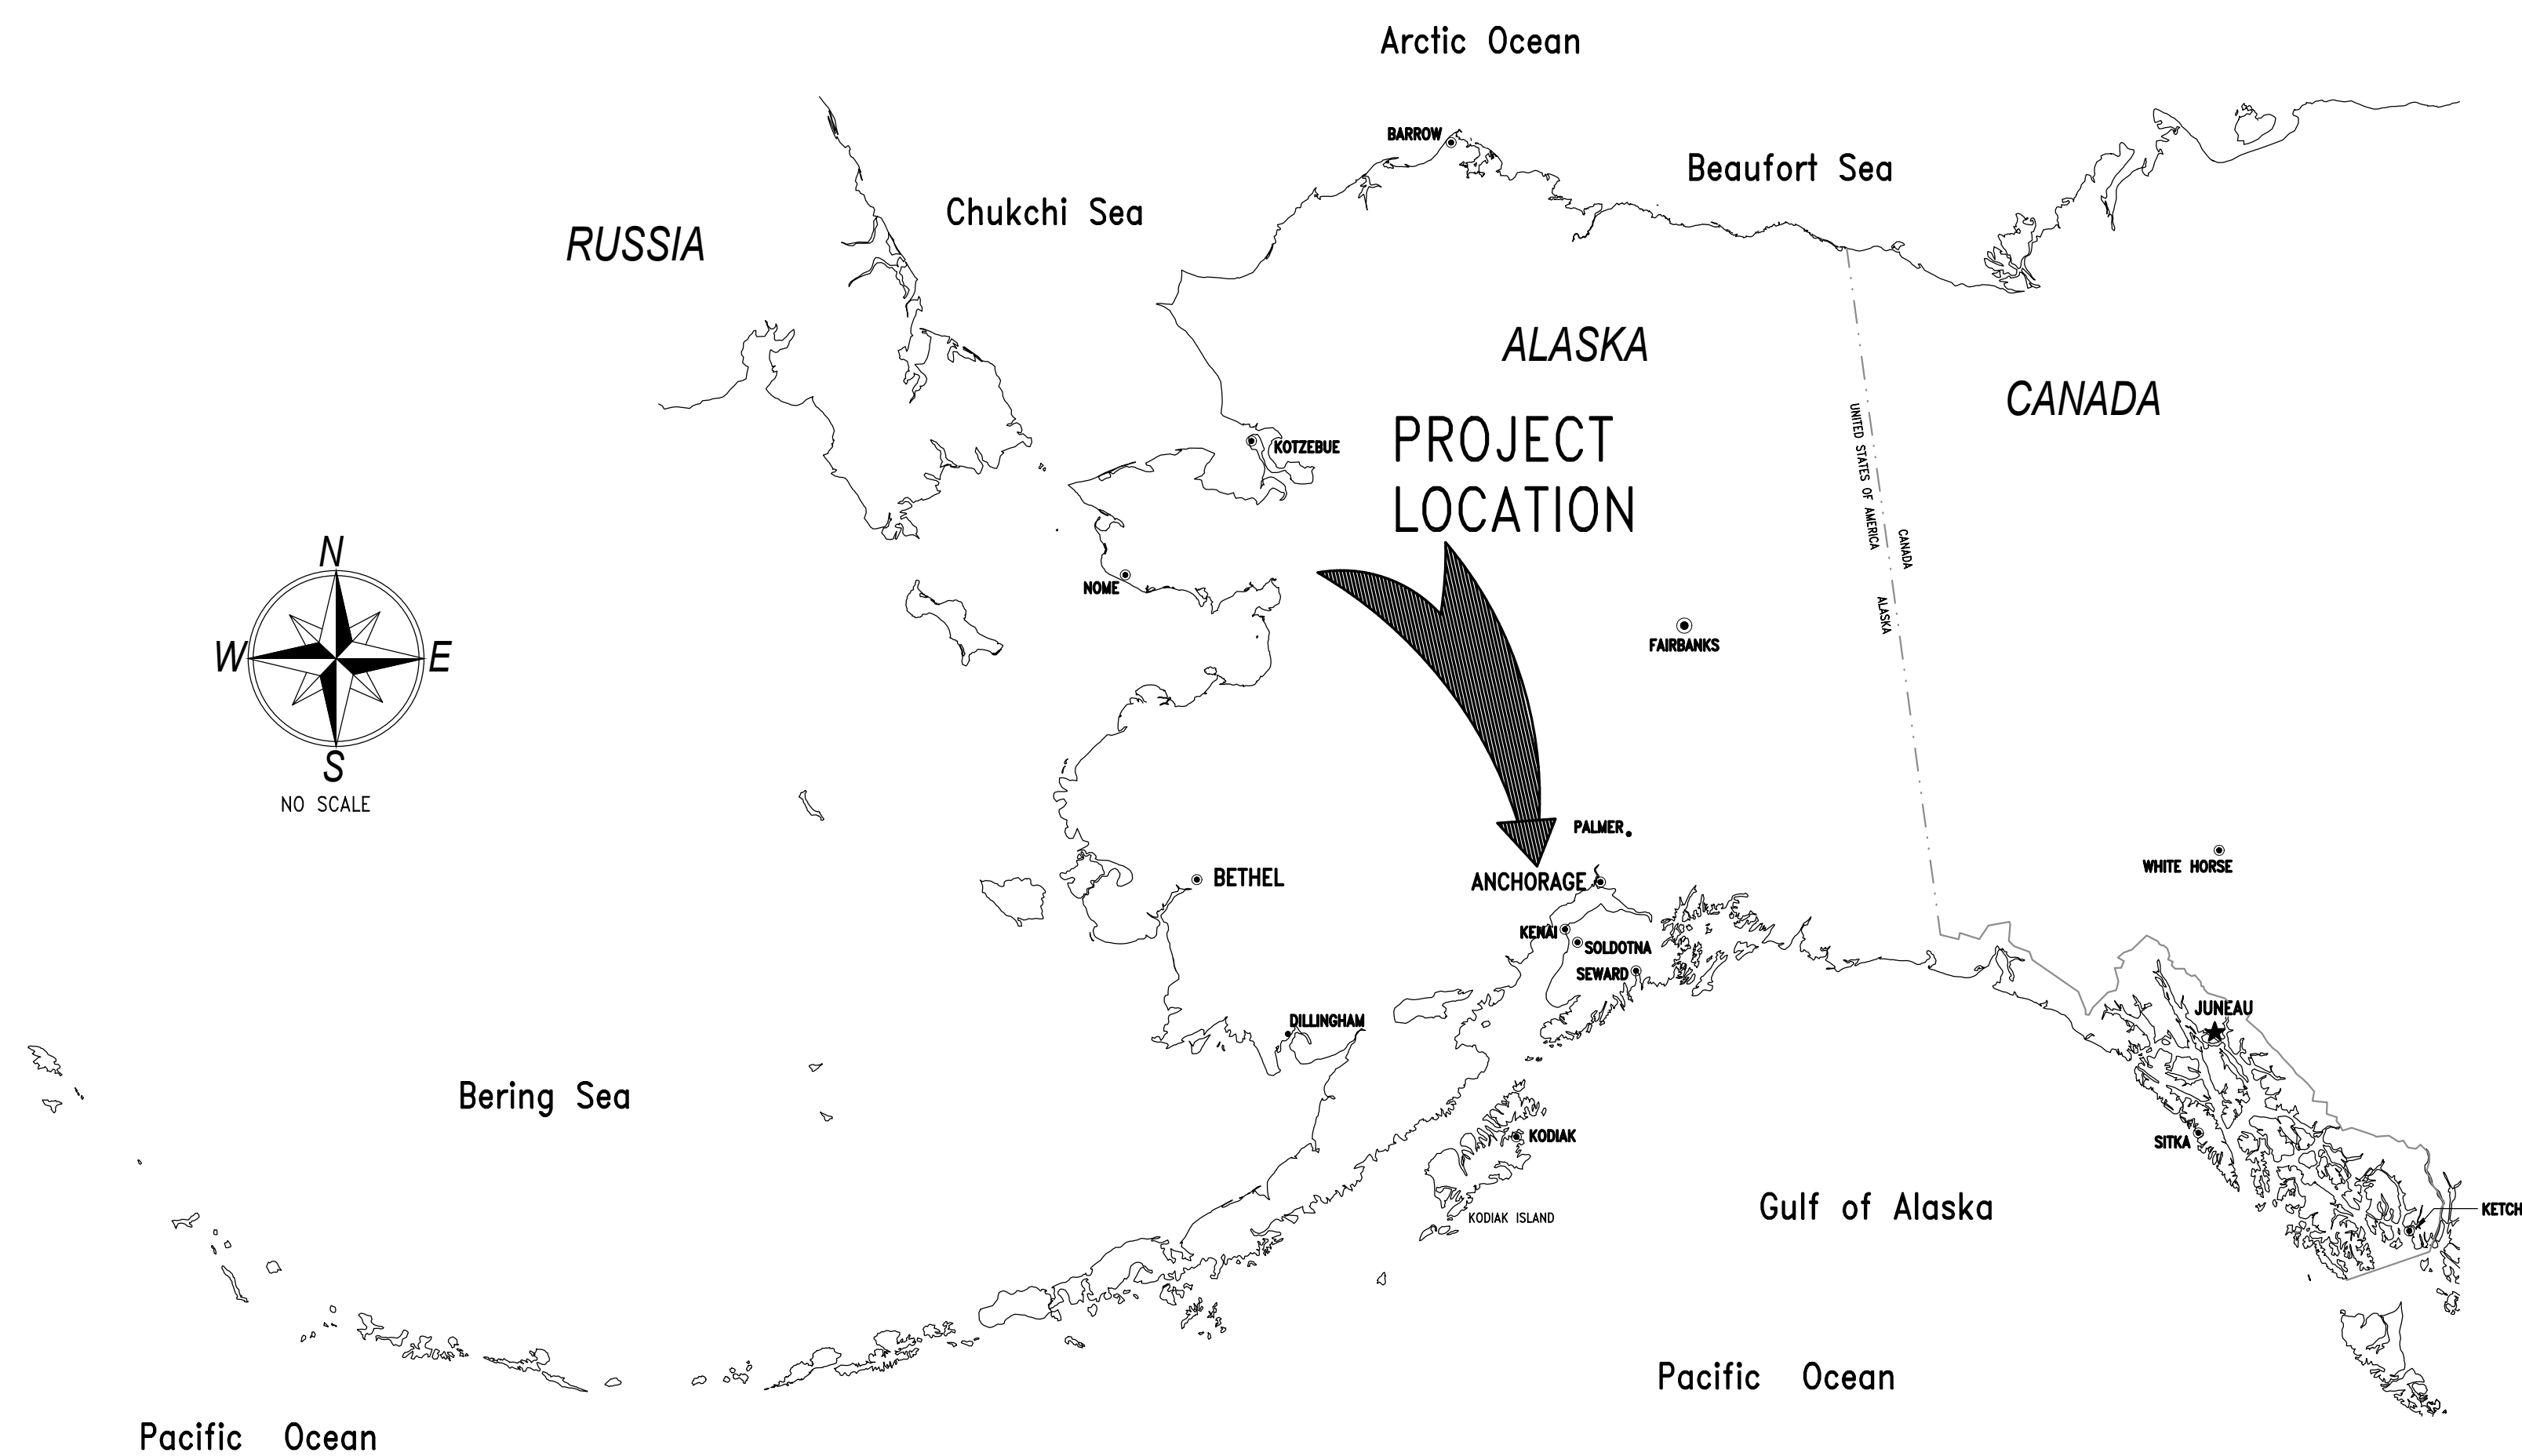 Arctic Ocean
BARROW
Beaufort Sea
Chukchi Sea
RUSSIA
ALASKA
CANADA
PROJECT
LOCATION
KOTZEBUE
UNITED STATES OF AMERICA
CANADA
ALASKA
N
W
E
S
NO SCALE
NOME
FAIRBANKS
PALMER
WHITE HORSE
BETHEL
ANCHORAGE
KENAI
SOLDOTNA
SEWARD
DILLINGHAM
JUNEAU
Bering Sea
KODIAK
SITKA
Gulf of Alaska
KODIAK ISLAND
KETCH
Pacific Ocean
Pacific Ocean